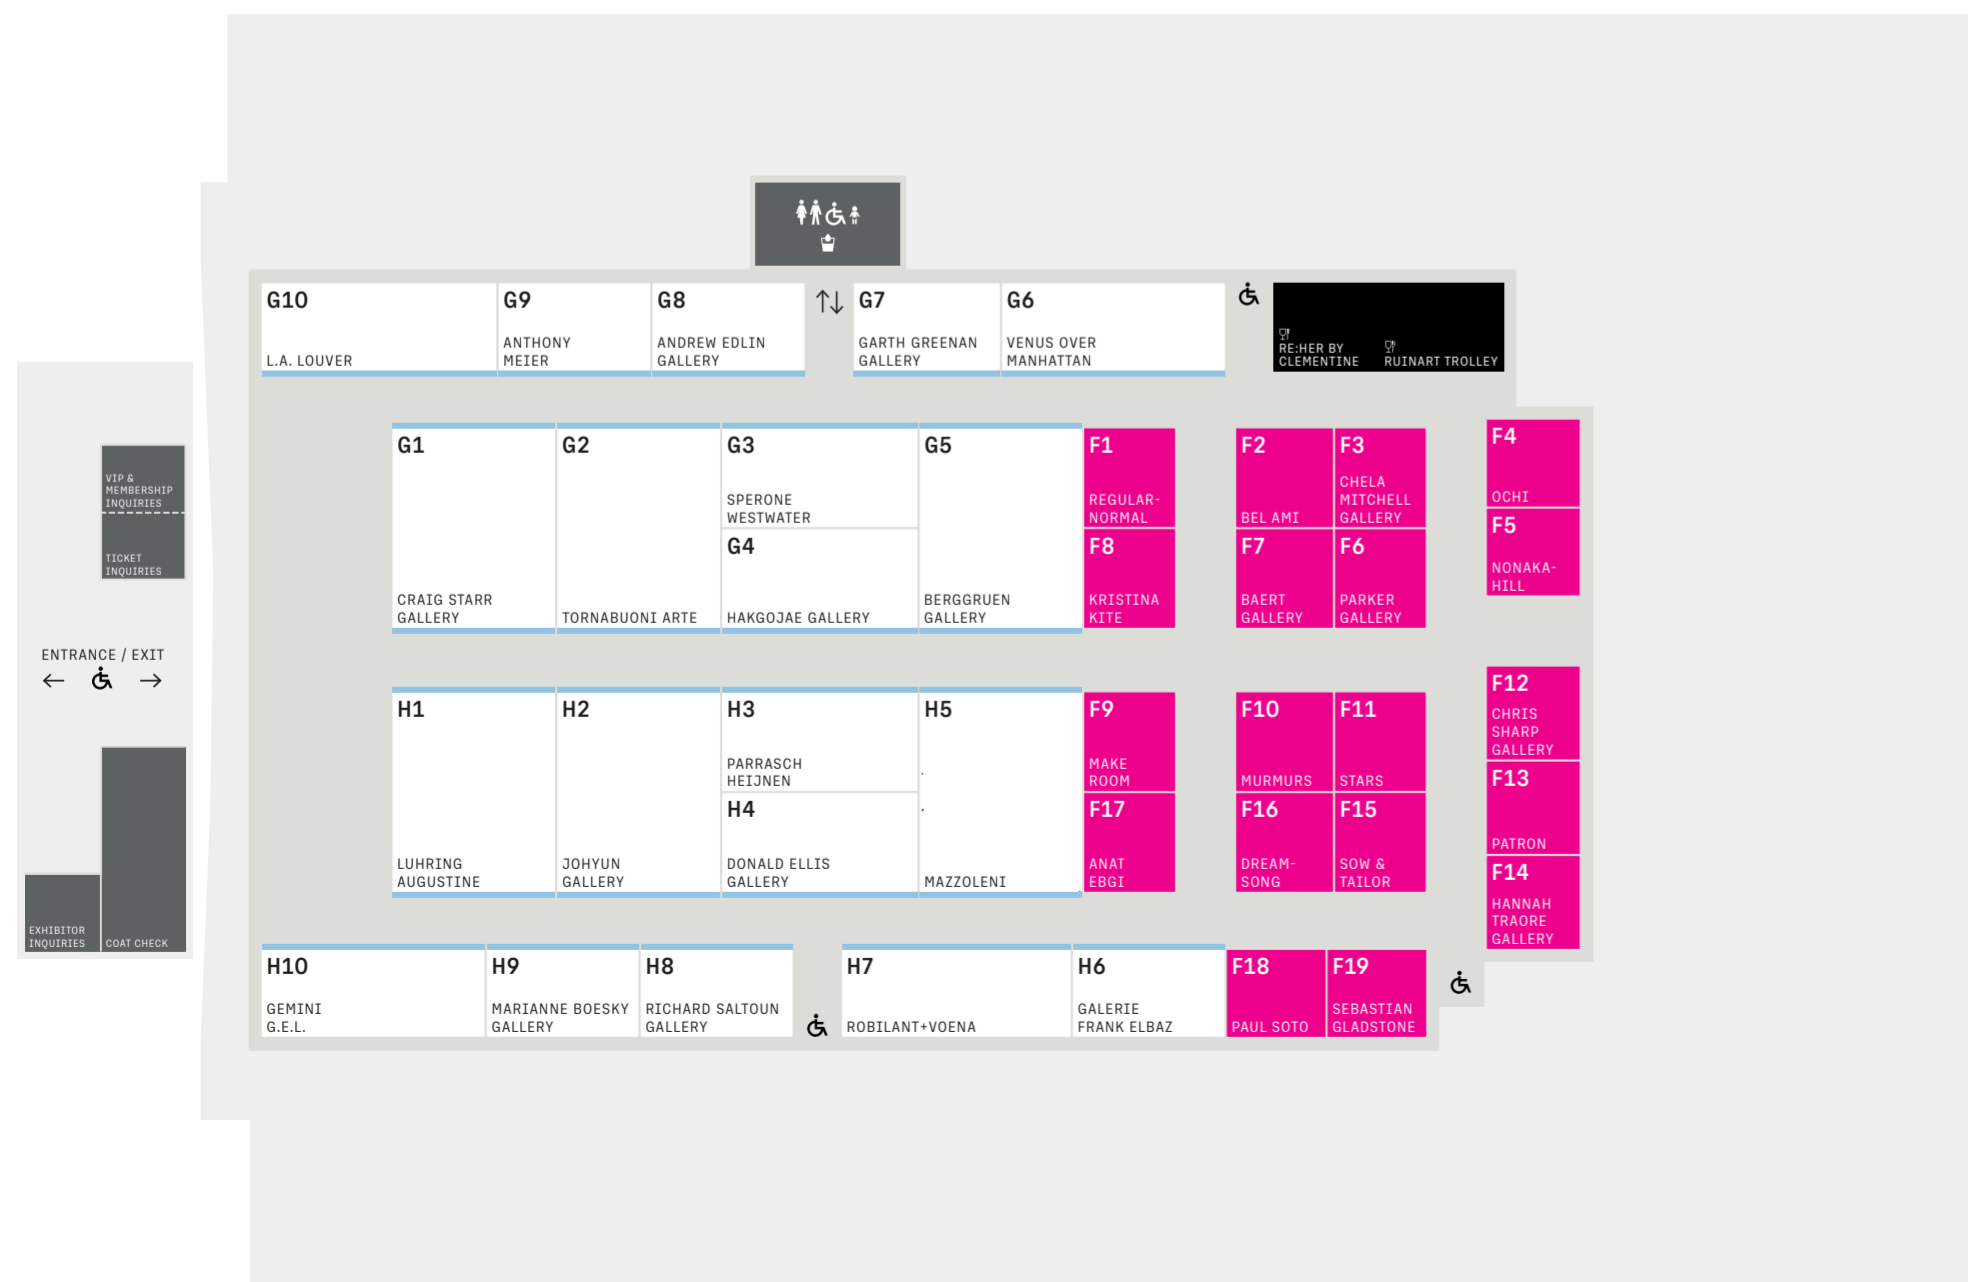 G10
L.A. LOUVER
G9
ANTHONY
MEIER
G8
ANDREW EDLIN
GALLERY
G7
GARTH GREENAN
GALLERY
G6
VENUS OVER
MANHATTAN
RE:HER BY
CLEMENTINE
RUINART TROLLEY
VIP &
MEMBERSHIP
INQUIRIES
TICKET
INQUIRIES
ENTRANCE / EXIT
EXHIBITOR
INQUIRIES
COAT CHECK
G1
CRAIG STARR
GALLERY
G2
TORNABUONI ARTE
G3
SPERONE
WESTWATER
G4
HAKGOJAE GALLERY
G5
BERGGRUEN
GALLERY
F1
REGULAR-
NORMAL
F8
KRISTINA
KITE
F2
BEL AMI
F3
CHELA
MITCHELL
GALLERY
F7
BAERT
GALLERY
F6
PARKER
GALLERY
F4
OCHI
F5
NONAKA-
HILL
H1
LUHRING
AUGUSTINE
H2
JOHYUN
GALLERY
H3
PARRASCH
HEIJNEN
H4
DONALD ELLIS
GALLERY
H5
MAZZOLENI
F9
MAKE
ROOM
F17
ANAT
EBGI
F10
MURMURS
F11
STARS
F16
DREAM-
SONG
F15
SOW &
TAILOR
F12
CHRIS
SHARP
GALLERY
F13
PATRON
F14
HANNAH
TRAORE
GALLERY
H10
GEMINI
G.E.L.
H9
MARIANNE BOESKY
GALLERY
H8
RICHARD SALTOUN
GALLERY
H7
ROBILANT+VOENA
H6
GALERIE
FRANK ELBAZ
F18
PAUL SOTO
F19
SEBASTIAN
GLADSTONE